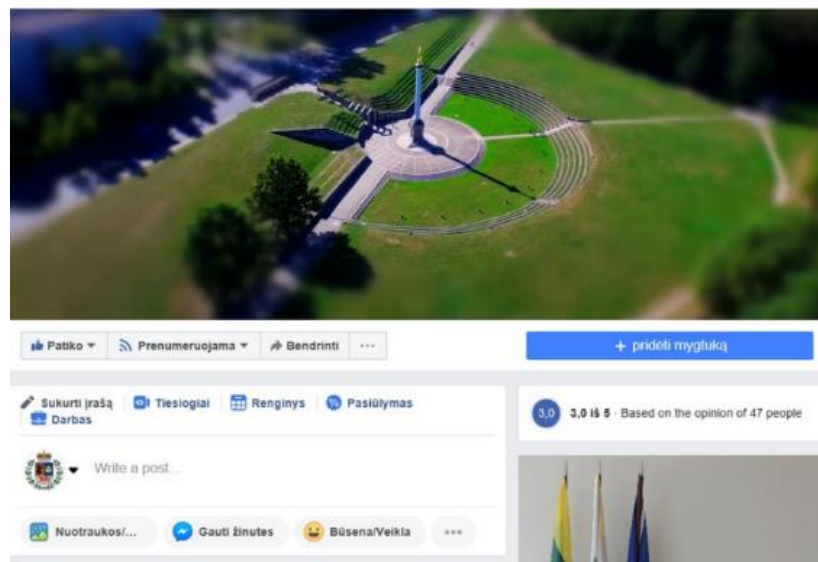 Patiko
Prenumeruojama
Bendrinti
+ pridėti mygtuką
Sukurti įrašą Tiesiogiai Renginys Pasiūlymas
Darbas
3,0 3,0 iš 5 · Based on the opinion of 47 people
Write a post...
Nuotraukos/... Gauti žinutes Būsena/Veikla